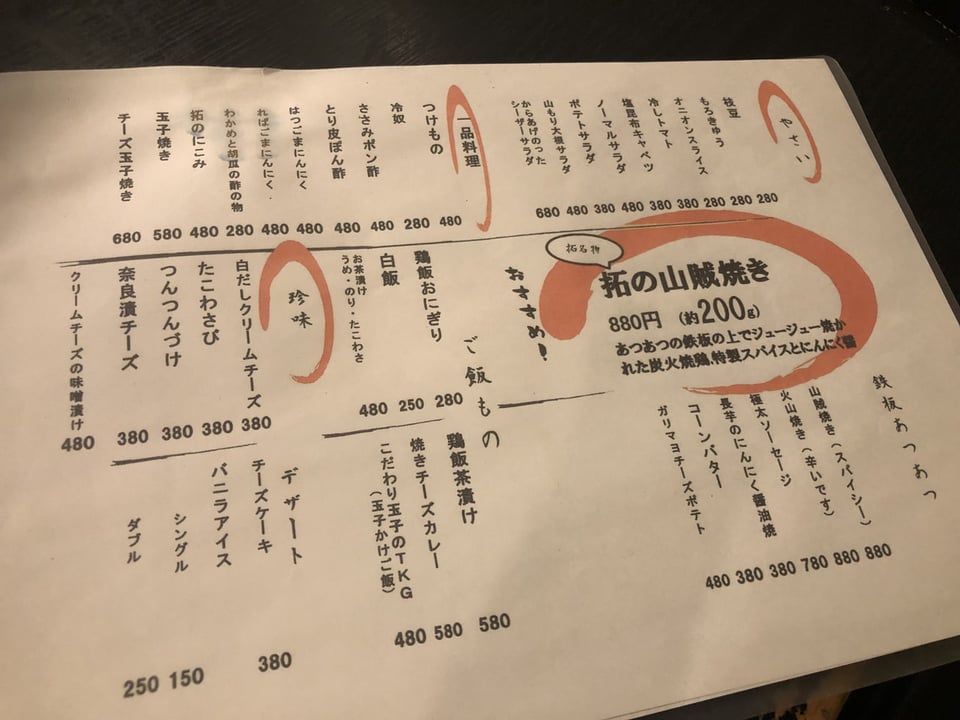 やさい
枝豆 280
もろきゅう 280
オニオンスライス 280
冷しトマト 380
塩昆布キャベツ 380
ノーマルサラダ 480
ポテトサラダ 380
山もり大根サラダ 480
からあげのった
シーザーサラダ 680
一品料理
つけもの 480
冷奴 280
ささみポン酢 480
とり皮ぽん酢 480
はつごまにんにく 480
ればごまにんにく 480
わかめと胡瓜の酢の物 280
拓のにこみ 480
玉子焼き 580
チーズ玉子焼き 680
拓名物
おすすめ!
拓の山賊焼き
880円 (約200g)
あつあつの鉄板の上でジュージュー焼か
れた炭火焼鶏、特製スパイスとにんにく醤
鉄板あつあつ
山賊焼き(スパイシー) 880
火山焼き(辛いです) 880
極太ソーセージ 780
長芋のにんにく醤油焼 380
コーンバター 380
ガリマヨチーズポテト 480
ご飯もの
鶏飯おにぎり 280
白飯 250
お茶漬け
うめ・のり・たこわさ 480
鶏飯茶漬け 580
焼きチーズカレー 580
こだわり玉子のTKG
(玉子かけご飯) 480
珍味
白だしクリームチーズ 380
たこわさび 380
つんつんづけ 380
奈良漬チーズ 380
クリームチーズの味噌漬け 480
デザート
チーズケーキ 380
バニラアイス
シングル 150
ダブル 250